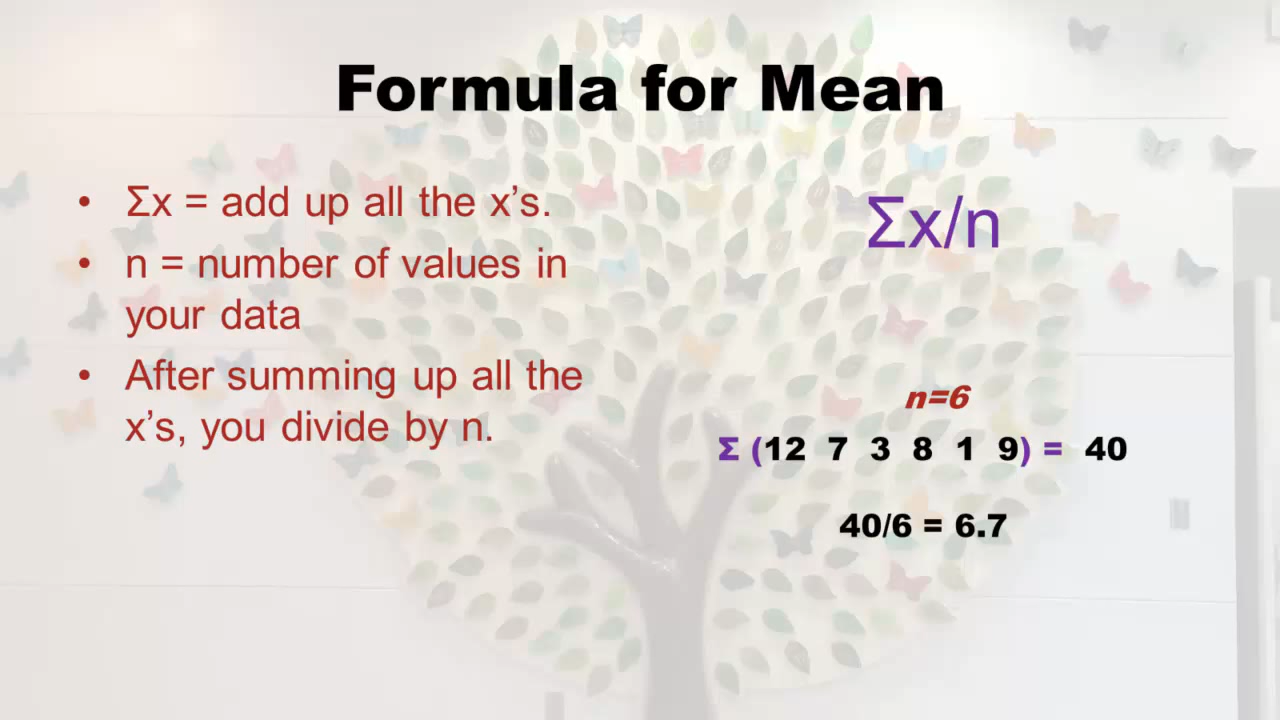 Formula for Mean
• Σx = add up all the x’s.
• n = number of values in
your data
• After summing up all the
x’s, you divide by n.
Σx/n
n=6
Σ (12 7 3 8 1 9) = 40
40/6 = 6.7